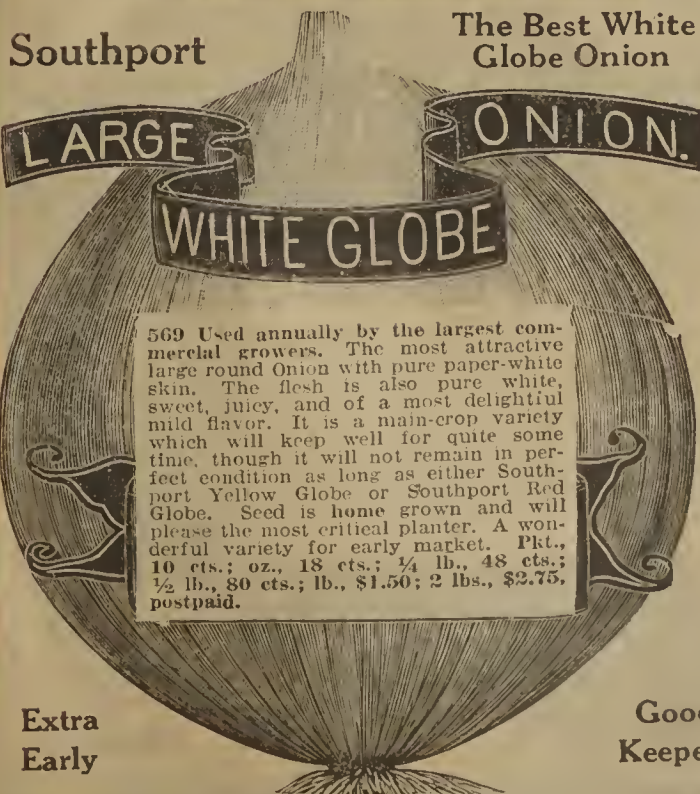 Southport
The Best White
Globe Onion
LARGE
WHITE GLOBE
ONION.
569 Used annually by the largest com-
mercial growers. The most attractive
large round Onion with pure paper-white
skin. The flesh is also pure white,
sweet, juicy, and of a most delightful
mild flavor. It is a main-crop variety
which will keep well for quite some
time, though it will not remain in per-
fect condition as long as either South-
port Yellow Globe or Southport Red
Globe. Seed is home grown and will
please the most critical planter. A won-
derful variety for early market. Pkt.,
10 cts.; oz., 18 cts.; ¼ lb., 48 cts.;
½ lb., 80 cts.; lb., $1.50; 2 lbs., $2.75,
postpaid.
Extra
Early
Goo
Keepe